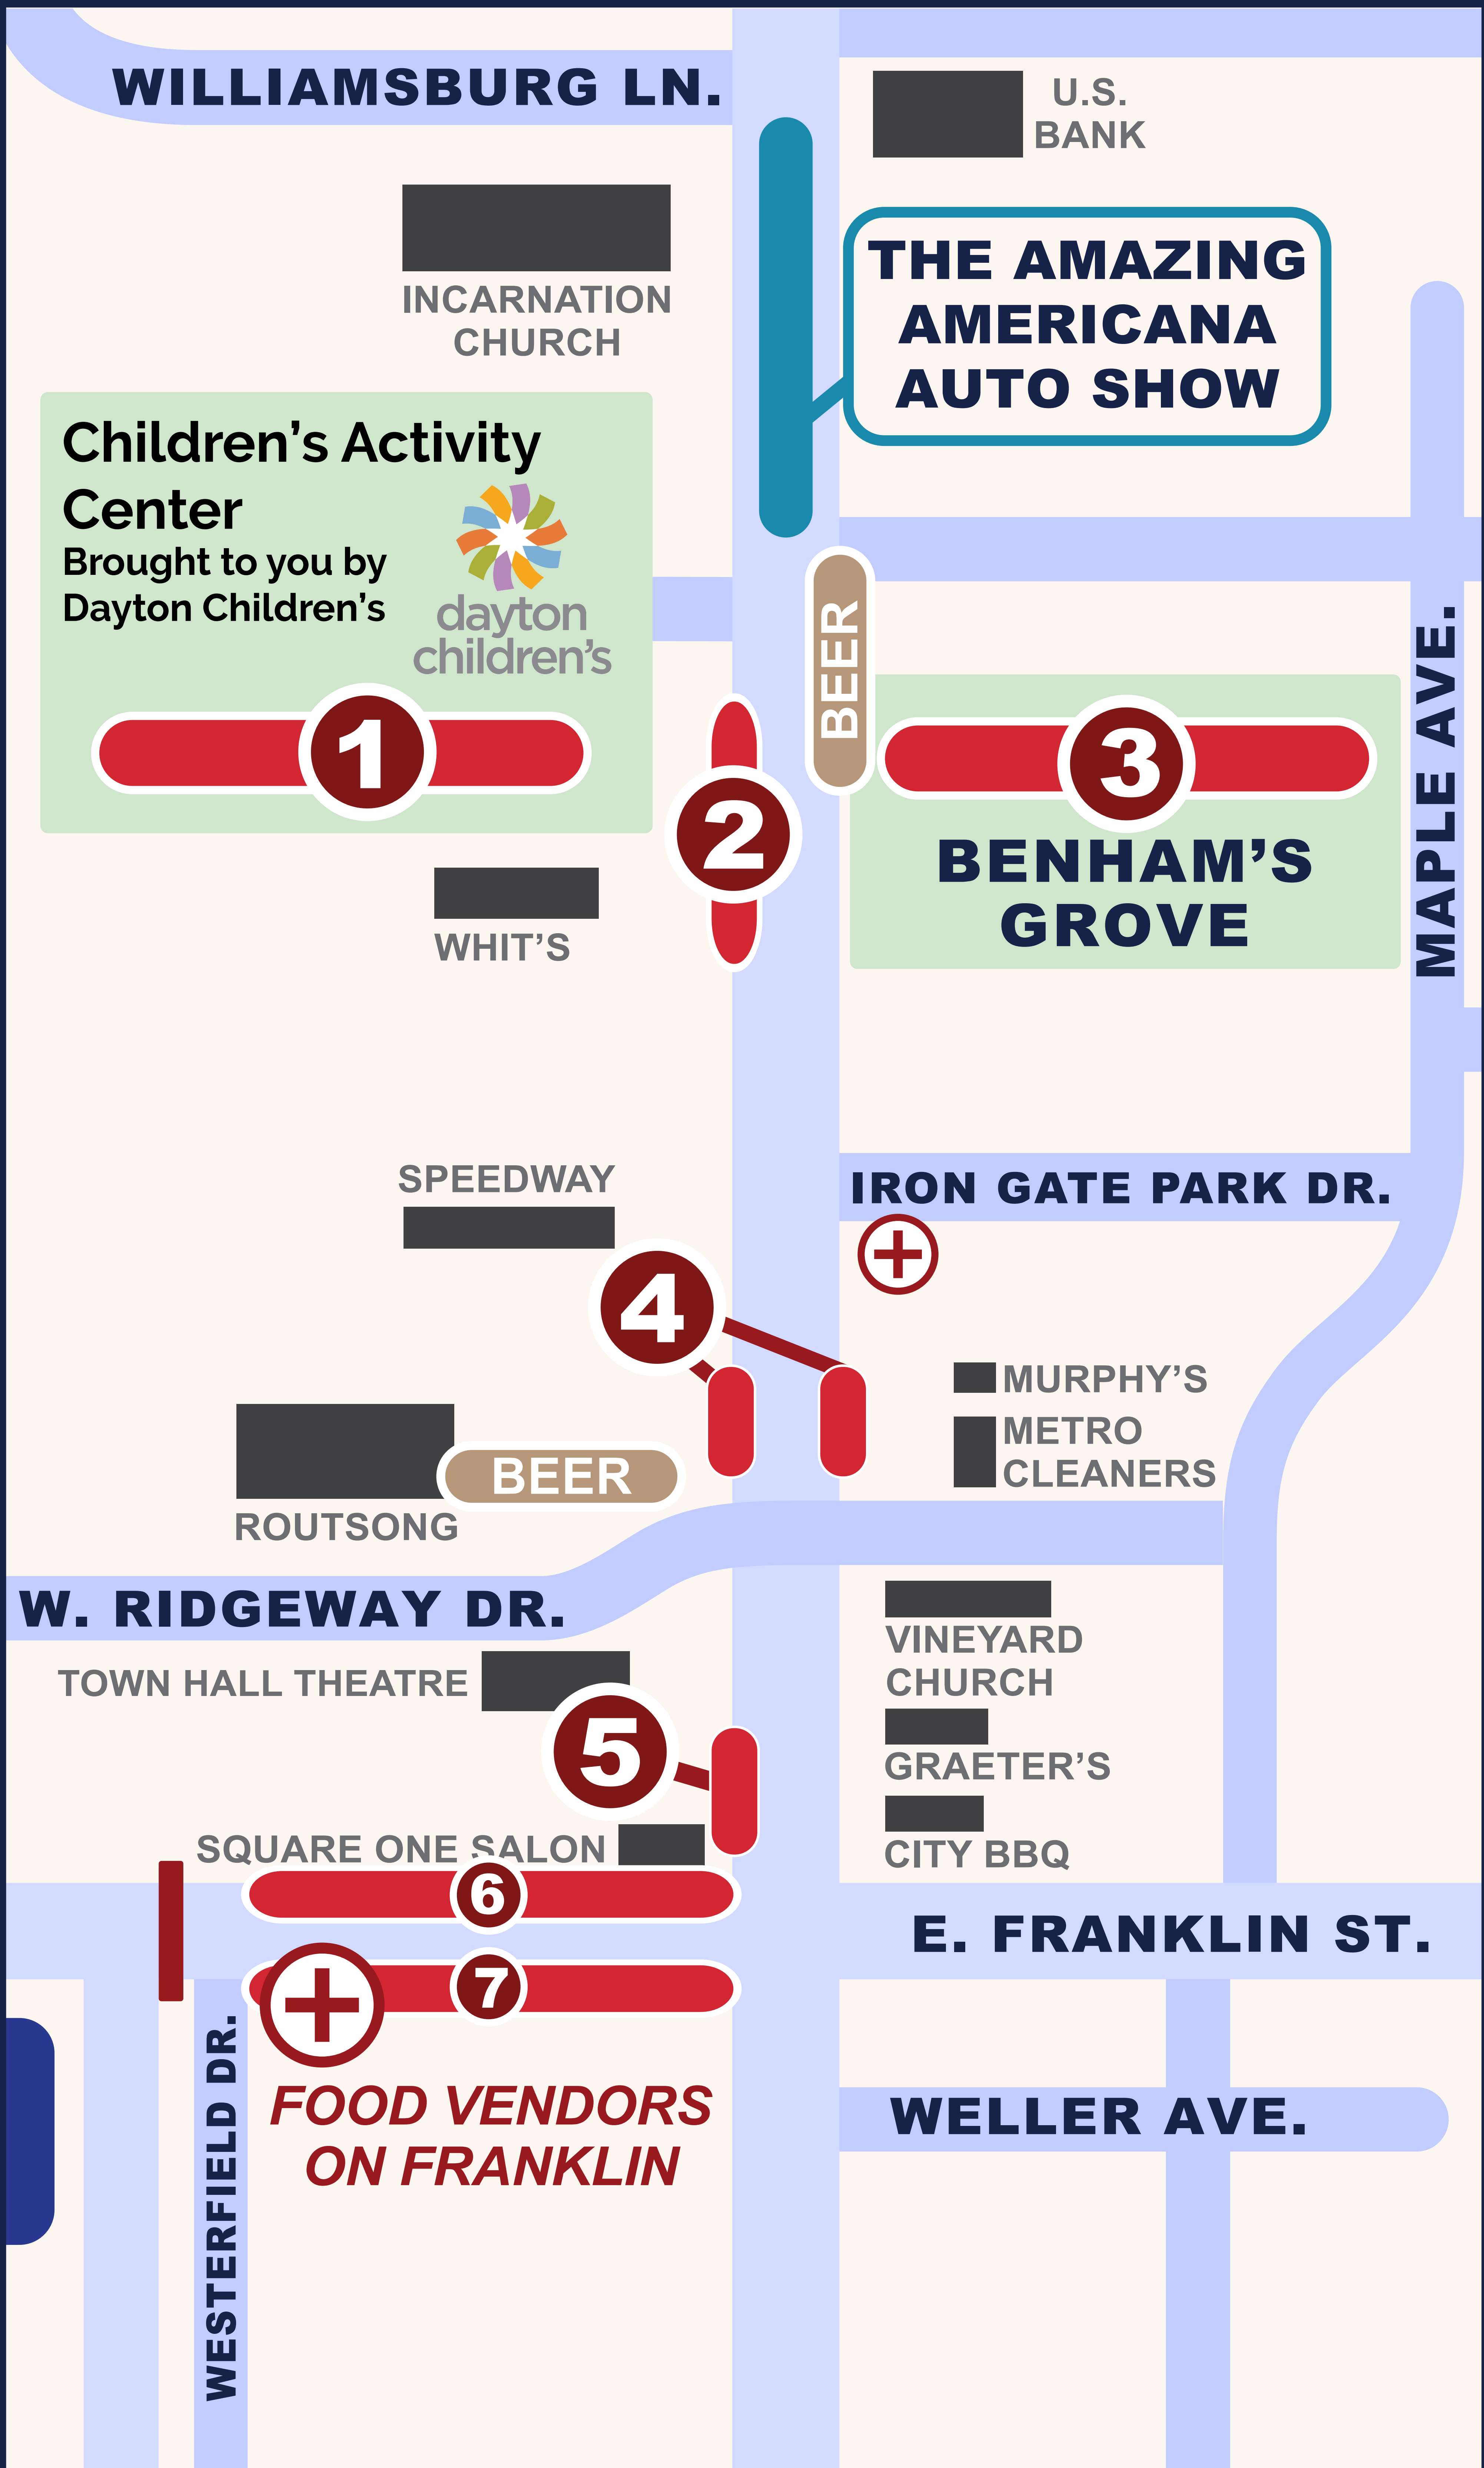 WILLIAMSBURG LN.
U.S.
BANK
INCARNATION
CHURCH
THE AMAZING
AMERICANA
AUTO SHOW
Children’s Activity
Center
Brought to you by
Dayton Children’s
dayton
children’s
BEER
MAPLE AVE.
1
2
3
BENHAM’S
GROVE
WHIT’S
SPEEDWAY
IRON GATE PARK DR.
4
MURPHY’S
METRO
CLEANERS
BEER
ROUTSONG
W. RIDGEWAY DR.
VINEYARD
CHURCH
TOWN HALL THEATRE
5
GRAETER’S
SQUARE ONE SALON
CITY BBQ
6
E. FRANKLIN ST.
7
WESTERFIELD DR.
FOOD VENDORS
ON FRANKLIN
WELLER AVE.